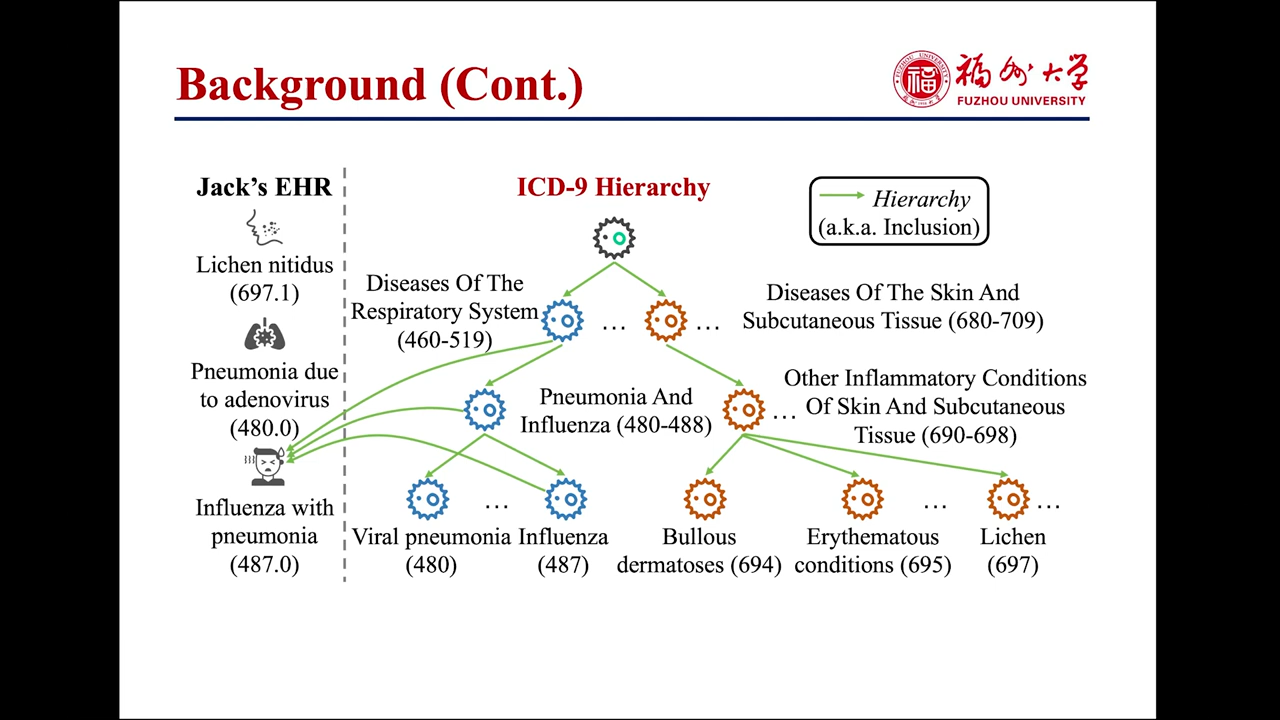 Background (Cont.)
福州大学
FUZHOU UNIVERSITY
Jack's EHR
Lichen nitidus
(697.1)
Pneumonia due
to adenovirus
(480.0)
Influenza with
pneumonia
(487.0)
ICD-9 Hierarchy
Hierarchy
(a.k.a. Inclusion)
Diseases Of The
Respiratory System
(460-519)
...
...
Diseases Of The Skin And
Subcutaneous Tissue (680-709)
Pneumonia And
Influenza (480-488)
...
Other Inflammatory Conditions
Of Skin And Subcutaneous
Tissue (690-698)
...
...
...
Viral pneumonia
(480)
Influenza
(487)
Bullous
dermatoses (694)
Erythematous
conditions (695)
Lichen
(697)